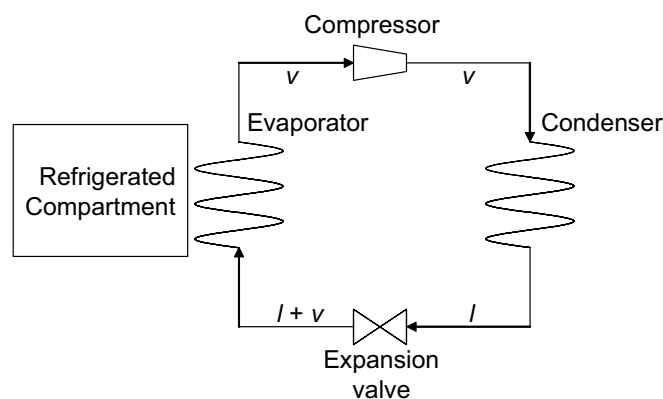 Compressor
v
v
Evaporator
Condenser
Refrigerated
Compartment
l + v
l
Expansion
valve